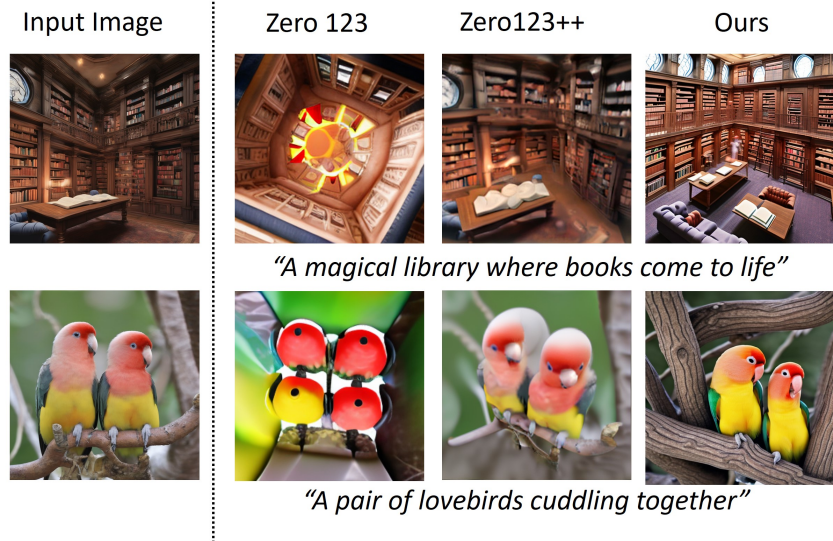 Input Image
Zero 123
Zero123++
Ours
“A magical library where books come to life”
“A pair of lovebirds cuddling together”